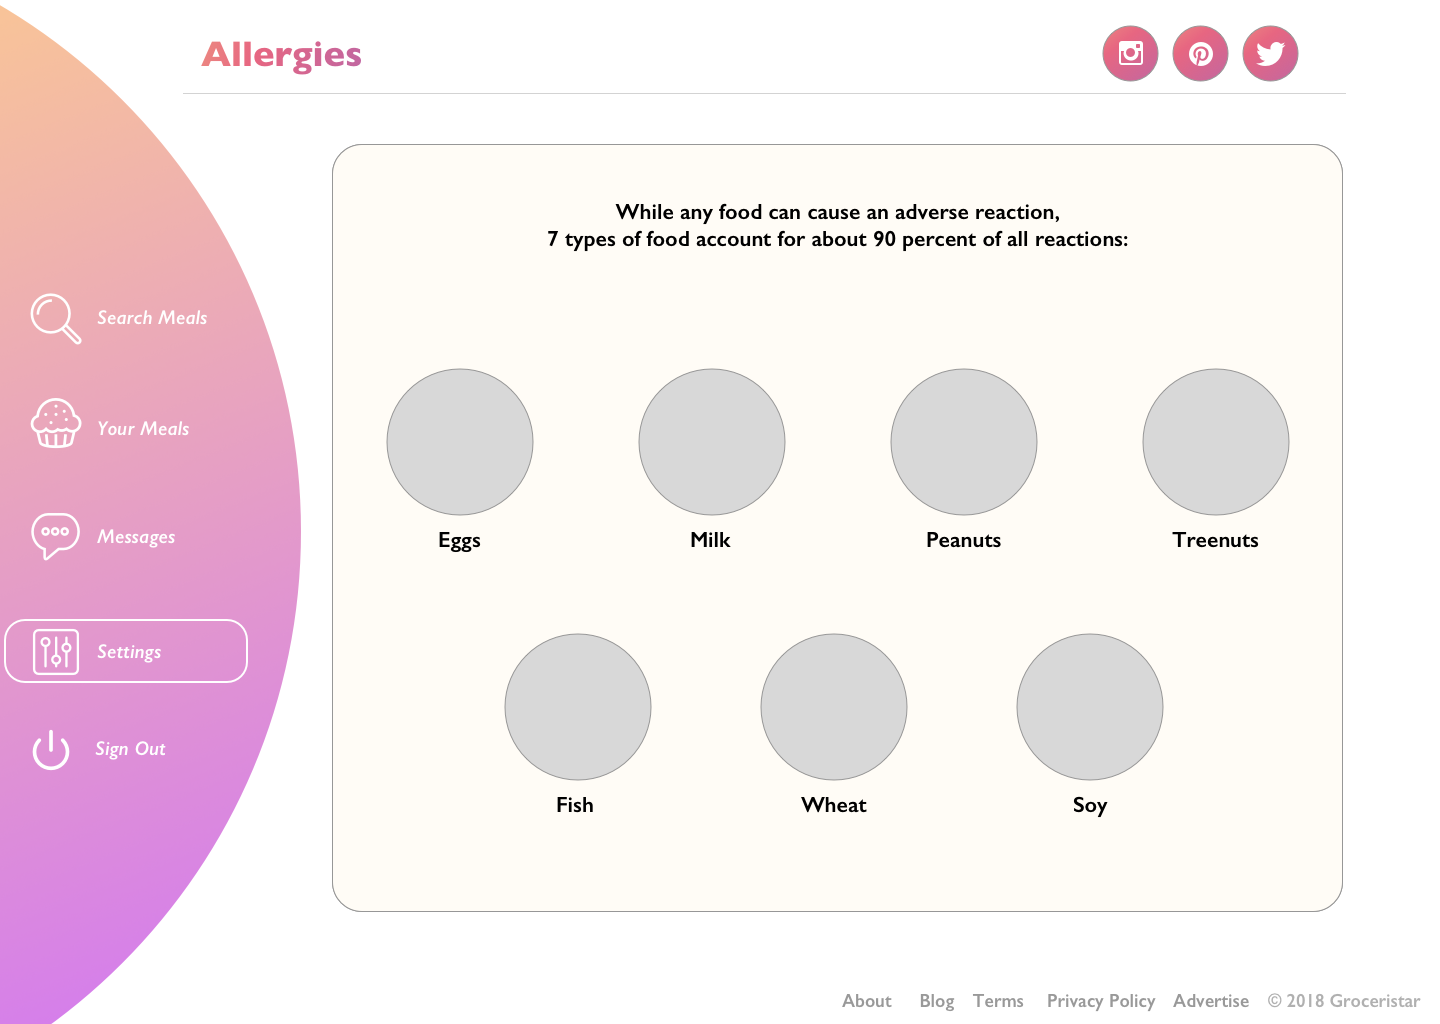 Allergies
Search Meals
Your Meals
Messages
Settings
Sign Out
While any food can cause an adverse reaction,
7 types of food account for about 90 percent of all reactions:
Eggs
Milk
Peanuts
Treenuts
Fish
Wheat
Soy
About Blog Terms Privacy Policy Advertise © 2018 Groceristar